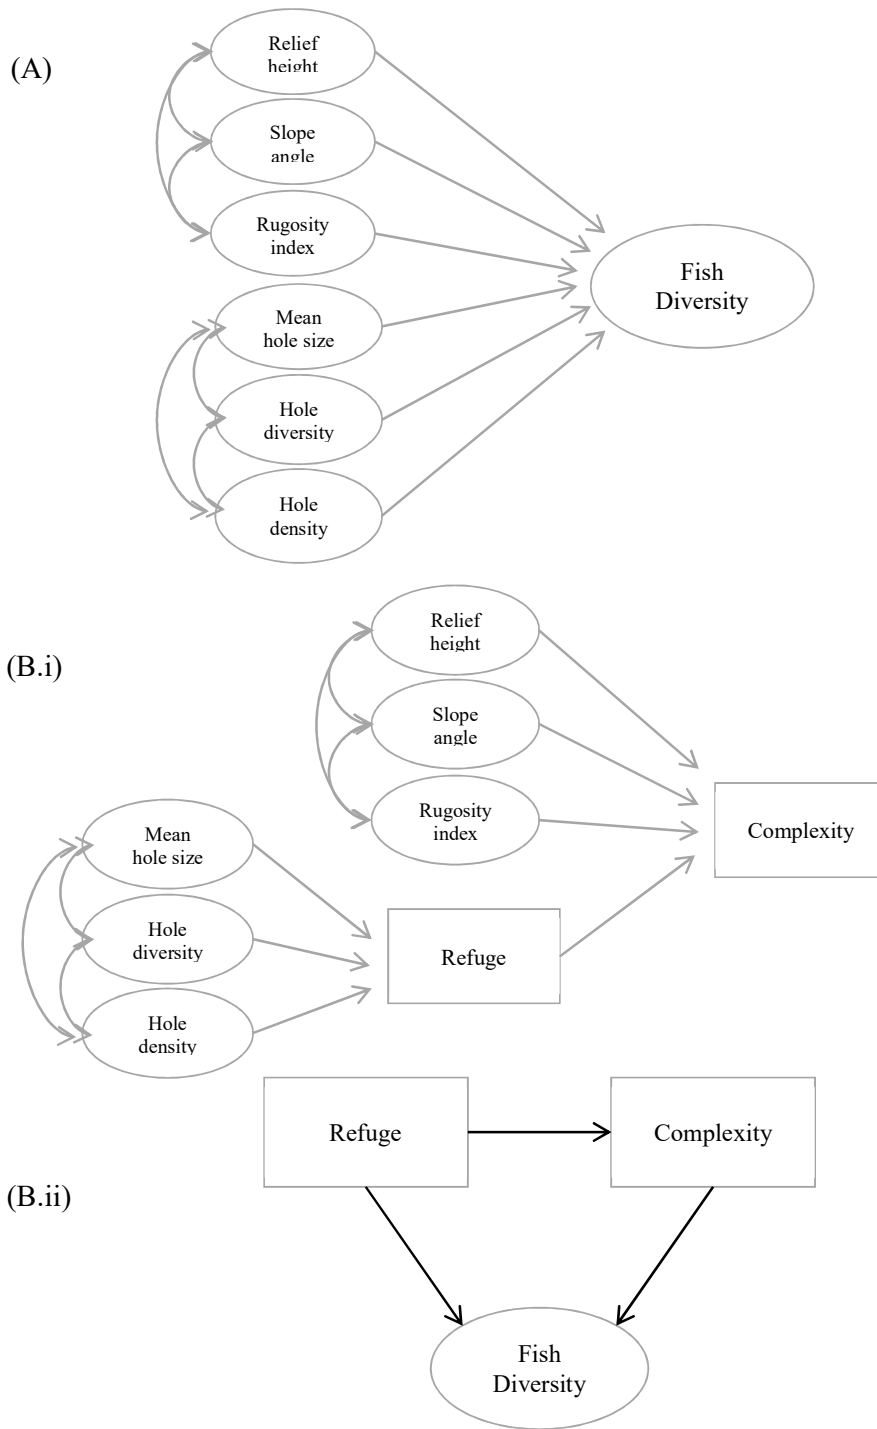 (A)
Relief
height
Slope
angle
Rugosity
index
Mean
hole size
Hole
diversity
Hole
density
Fish
Diversity
(B.i)
Relief
height
Slope
angle
Rugosity
index
Complexity
Mean
hole size
Hole
diversity
Hole
density
Refuge
(B.ii)
Refuge
Complexity
Fish
Diversity